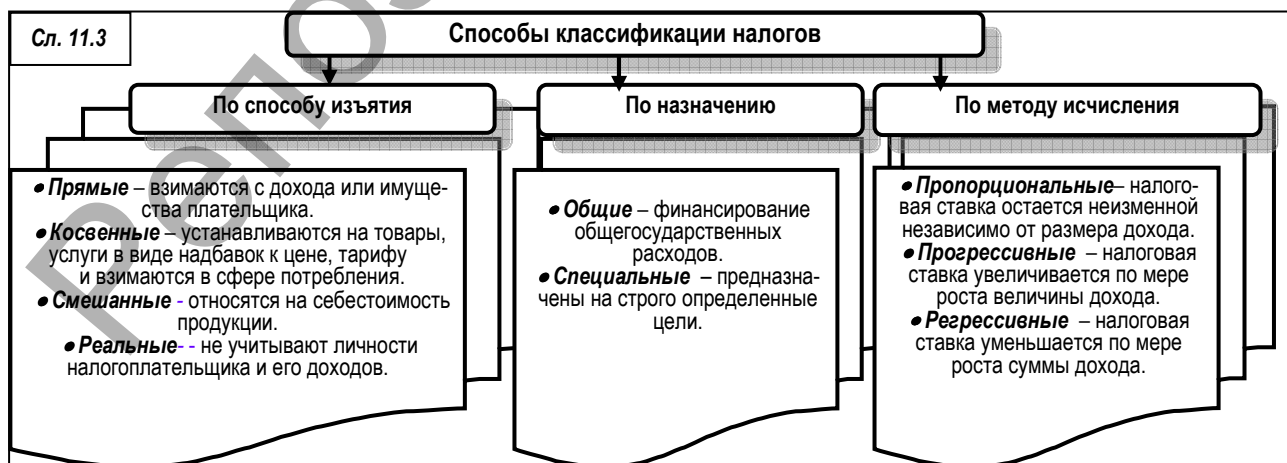 Сл. 11.3
Способы классификации налогов
По способу изъятия
По назначению
По методу исчисления
• Прямые – взимаются с дохода или имуще-
ства плательщика.
• Косвенные – устанавливаются на товары,
услуги в виде надбавок к цене, тарифу
и взимаются в сфере потребления.
• Смешанные - относятся на себестоимость
продукции.
• Реальные- - не учитывают личности
налогоплательщика и его доходов.
• Общие – финансирование
общегосударственных
расходов.
• Специальные – предназна-
чены на строго определенные
цели.
• Пропорциональные– налого-
вая ставка остается неизменной
независимо от размера дохода.
• Прогрессивные – налоговая
ставка увеличивается по мере
роста величины дохода.
• Регрессивные – налоговая
ставка уменьшается по мере
роста суммы дохода.